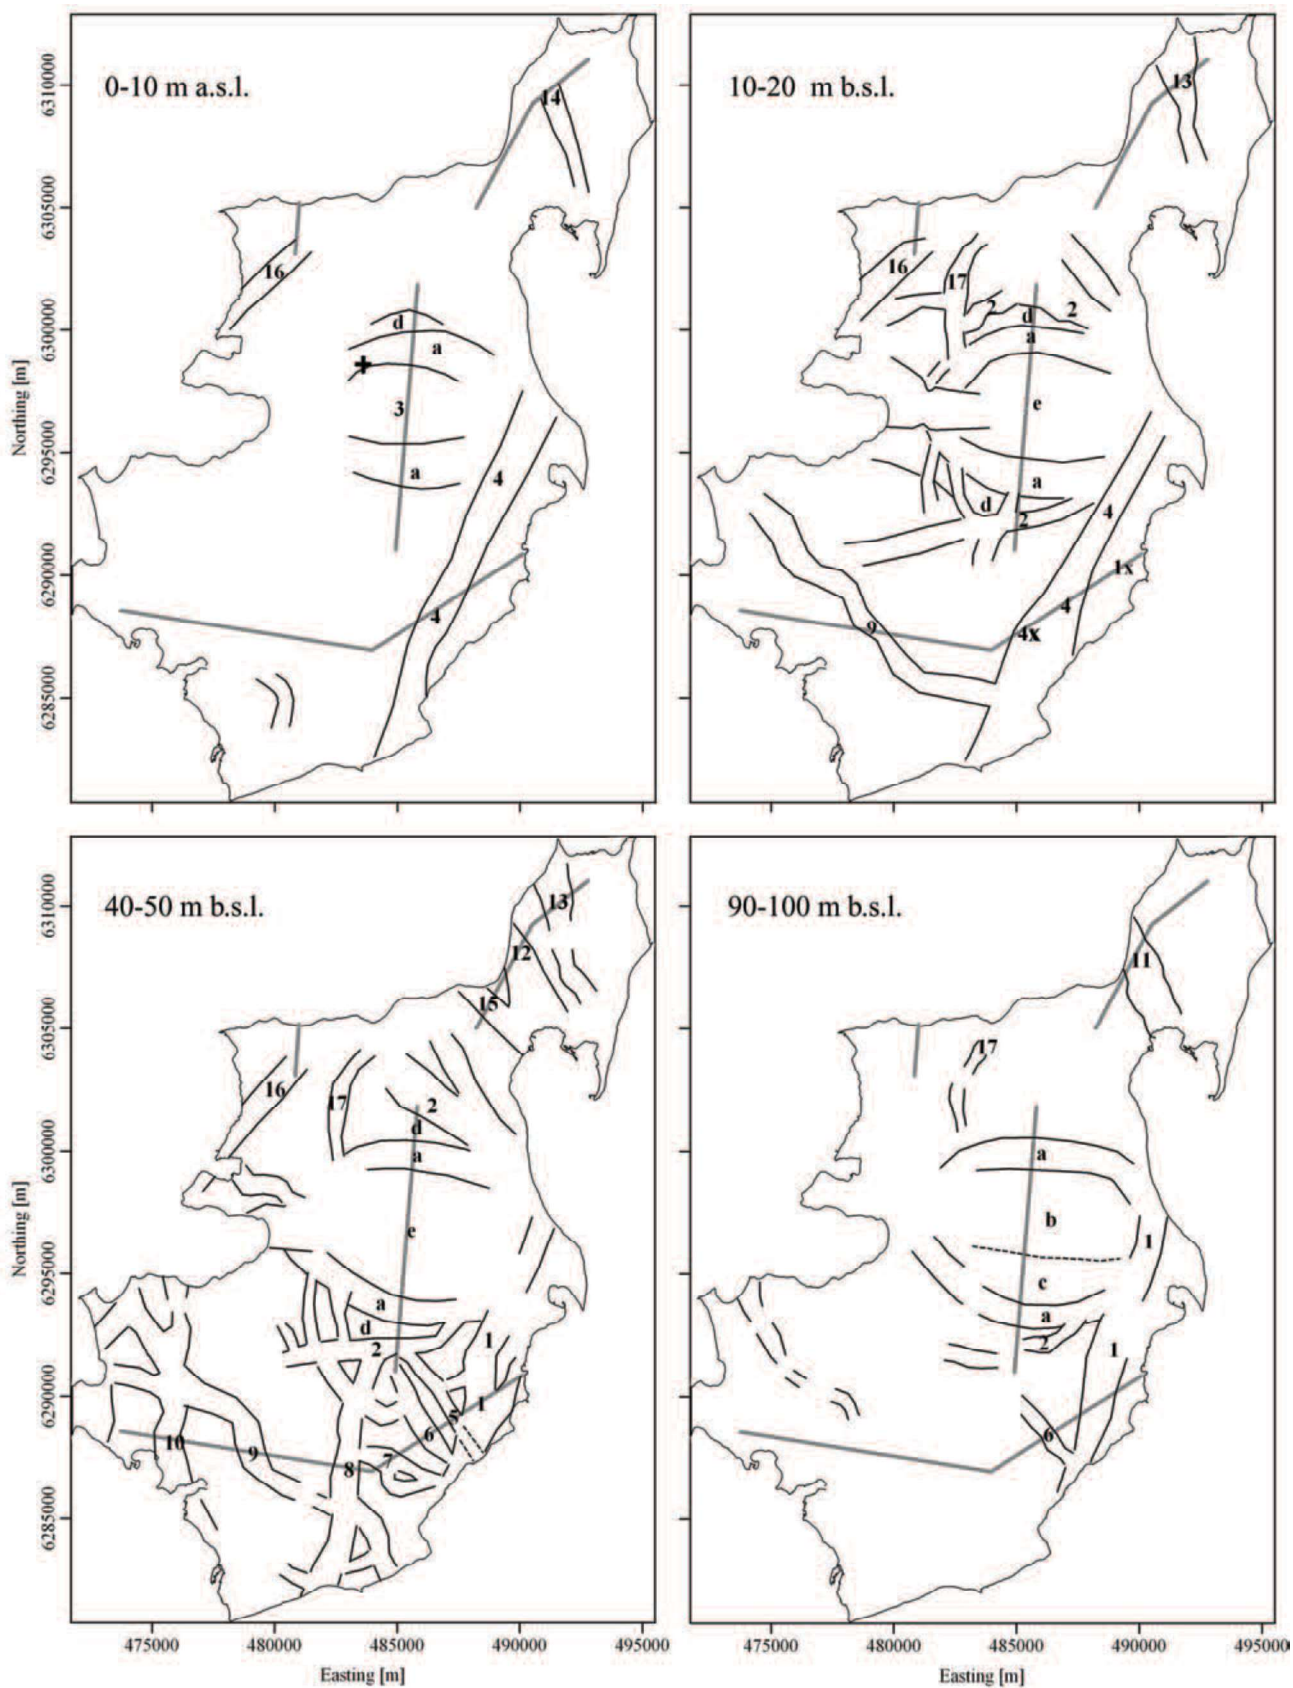 0-10 m a.s.l.
14
16
d
a
3
a
4
4
6310000
6305000
6300000
6295000
6290000
6285000
Northing [m]
10-20 m b.s.l.
13
16
17
2
d
2
a
e
a
d
2
4
1x
4
4x
9
40-50 m b.s.l.
13
12
15
16
17
2
d
a
e
a
d
2
1
1
5
6
7
8
9
10
6310000
6305000
6300000
6295000
6290000
6285000
Northing [m]
475000 480000 485000 490000 495000
Easting [m]
90-100 m b.s.l.
11
17
a
b
1
c
a
2
1
6
475000 480000 485000 490000 495000
Easting [m]